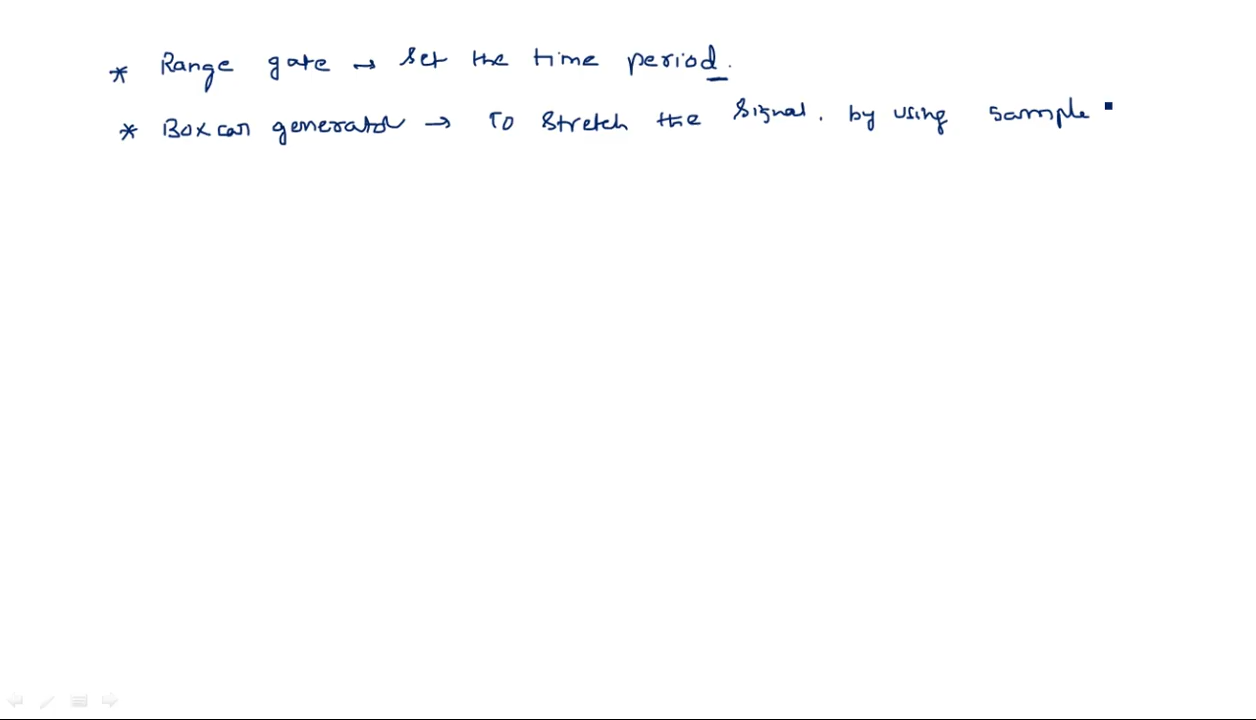 * Range gate → Set the time period.
* Boxcar generator → To stretch the signal. by using sample